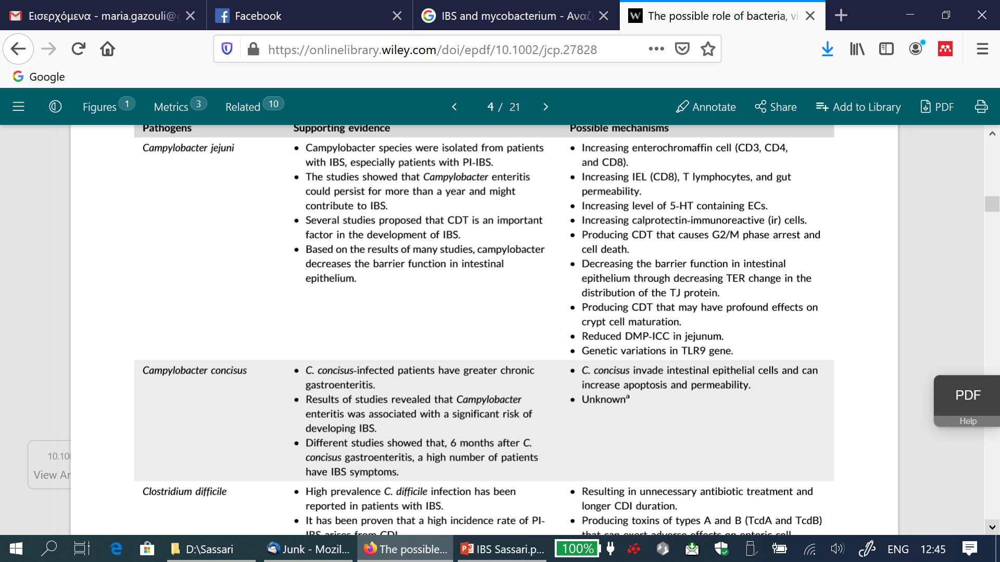 Εισερχόμενα - maria.gazouli@g
Facebook
IBS and mycobacterium - Αναζ
The possible role of bacteria, vi
https://onlinelibrary.wiley.com/doi/epdf/10.1002/jcp.27828
Google
Figures 1 Metrics 3 Related 10
4 / 21
Annotate Share Add to Library PDF
Pathogens Supporting evidence Possible mechanisms
Campylobacter jejuni
• Campylobacter species were isolated from patients
with IBS, especially patients with PI-IBS.
• The studies showed that Campylobacter enteritis
could persist for more than a year and might
contribute to IBS.
• Several studies proposed that CDT is an important
factor in the development of IBS.
• Based on the results of many studies, campylobacter
decreases the barrier function in intestinal
epithelium.
• Increasing enterochromaffin cell (CD3, CD4,
and CD8).
• Increasing IEL (CD8), T lymphocytes, and gut
permeability.
• Increasing level of 5-HT containing ECs.
• Increasing calprotectin-immunoreactive (ir) cells.
• Producing CDT that causes G2/M phase arrest and
cell death.
• Decreasing the barrier function in intestinal
epithelium through decreasing TER change in the
distribution of the TJ protein.
• Producing CDT that may have profound effects on
crypt cell maturation.
• Reduced DMP-ICC in jejunum.
• Genetic variations in TLR9 gene.
Campylobacter concisus
• C. concisus-infected patients have greater chronic
gastroenteritis.
• Results of studies revealed that Campylobacter
enteritis was associated with a significant risk of
developing IBS.
• Different studies showed that, 6 months after C.
concisus gastroenteritis, a high number of patients
have IBS symptoms.
• C. concisus invade intestinal epithelial cells and can
increase apoptosis and permeability.
• Unknownᵃ
Clostridium difficile
• High prevalence C. difficile infection has been
reported in patients with IBS.
• It has been proven that a high incidence rate of PI-
IBS arises from CDI
• Resulting in unnecessary antibiotic treatment and
longer CDI duration.
• Producing toxins of types A and B (TcdA and TcdB)
that can exert adverse effects on enteric cell
10.100
View Ar
PDF
Help
D:\Sassari
Junk - Mozil...
The possible...
IBS Sassari.p...
100%
ENG 12:45